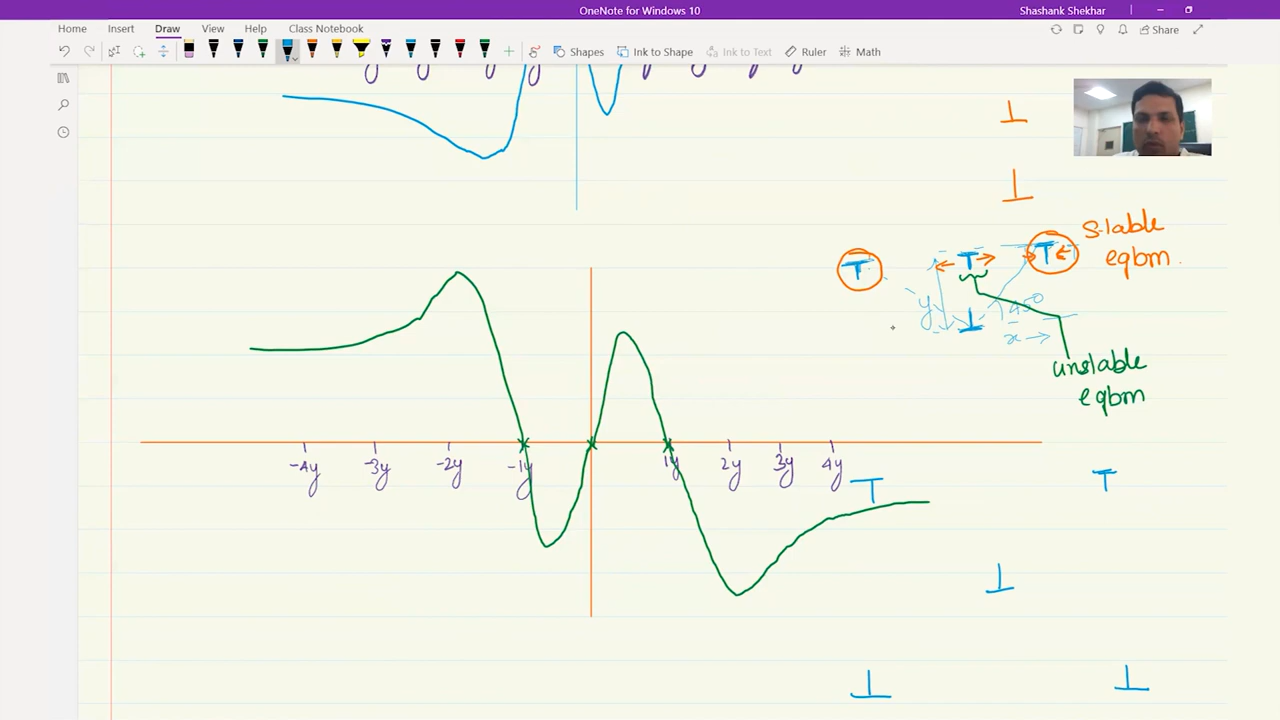 OneNote for Windows 10
Shashank Shekhar
Home Insert Draw View Help Class Notebook
Share
Shapes Ink to Shape Ink to Text Ruler Math
y y y y y y y
⊥
⊥
stable
eqbm.
T T T
y 45°
⊥ x →
unstable
eqbm
-4y -3y -2y -1y 1y 2y 3y 4y
T
T
⊥
⊥ ⊥